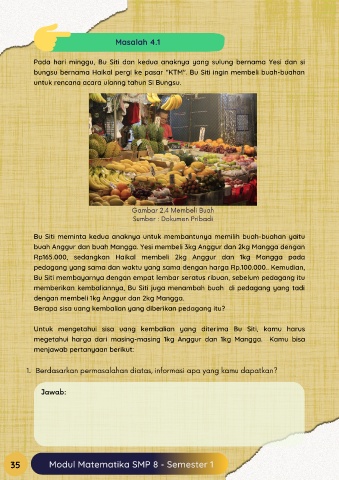 Masalah 4.1
Pada hari minggu, Bu Siti dan kedua anaknya yang sulung bernama Yesi dan si
bungsu bernama Haikal pergi ke pasar "KTM". Bu Siti ingin membeli buah-buahan
untuk rencana acara ulanng tahun Si Bungsu.
Gambar 2.4 Membeli Buah
Sumber : Dokumen Pribadi
Bu Siti meminta kedua anaknya untuk membantunya memilih buah-buahan yaitu
buah Anggur dan buah Mangga. Yesi membeli 3kg Anggur dan 2kg Mangga dengan
Rp165.000, sedangkan Haikal membeli 2kg Anggur dan 1kg Mangga pada
pedagang yang sama dan waktu yang sama dengan harga Rp.100.000.. Kemudian,
Bu Siti membayarnya dengan empat lembar seratus ribuan, sebelum pedagang itu
memberikan kembaliannya, Bu Siti juga menambah buah di pedagang yang tadi
dengan membeli 1kg Anggur dan 2kg Mangga.
Berapa sisa uang kembalian yang diberikan pedagang itu?
Untuk mengetahui sisa uang kembalian yang diterima Bu Siti, kamu harus
megetahui harga dari masing-masing 1kg Anggur dan 1kg Mangga. Kamu bisa
menjawab pertanyaan berikut:
1. Berdasarkan permasalahan diatas, informasi apa yang kamu dapatkan?
Jawab:
35 Modul Matematika SMP 8 - Semester 1